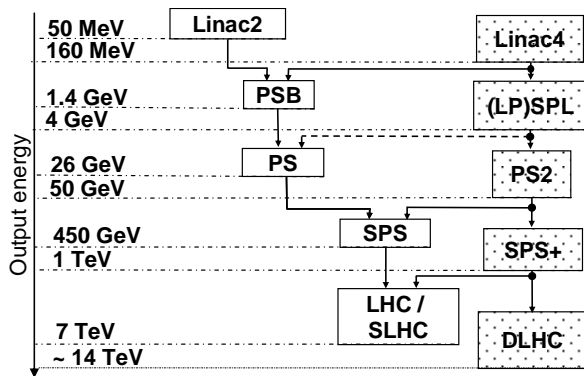 Output energy
50 MeV
Linac2
160 MeV
Linac4
1.4 GeV
PSB
4 GeV
(LP)SPL
26 GeV
PS
50 GeV
PS2
450 GeV
SPS
1 TeV
SPS+
LHC /
SLHC
7 TeV
DLHC
~ 14 TeV